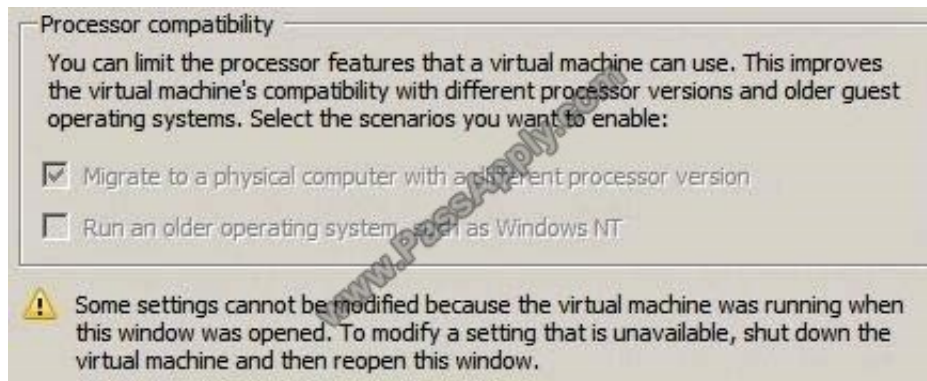 Processor compatibility
You can limit the processor features that a virtual machine can use. This improves
the virtual machine's compatibility with different processor versions and older guest
operating systems. Select the scenarios you want to enable:
Migrate to a physical computer with a different processor version
Run an older operating system, such as Windows NT
Some settings cannot be modified because the virtual machine was running when
this window was opened. To modify a setting that is unavailable, shut down the
virtual machine and then reopen this window.
www.PassApply.com